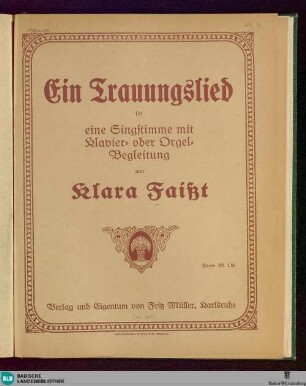 Ein Trauungslied
für
eine Singstimme mit
Klavier- oder Orgel-
Begleitung
von
Klara Faißt
Verlag und Eigentum von Fritz Müller, Karlsruhe
BLB
BADISCHE
LANDESBIBLIOTHEK